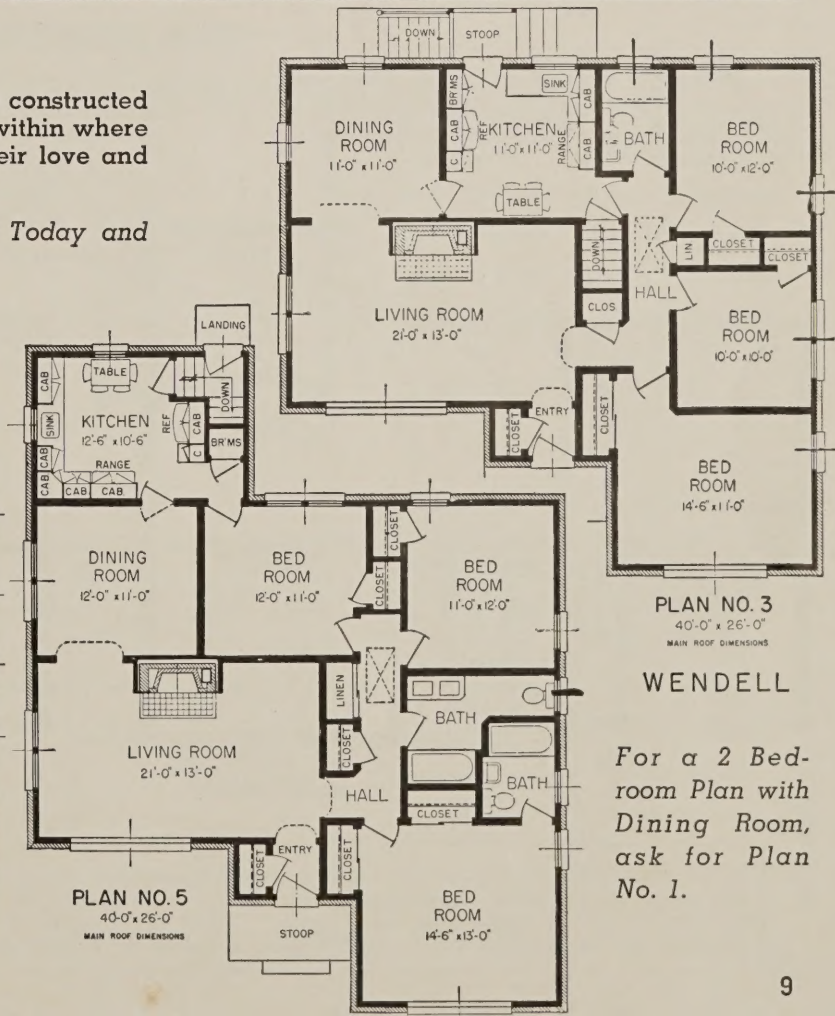 constructed
within where
eir love and
Today and
DOWN
STOOP
DINING
ROOM
11'-0" x 11'-0"
BR'MS
CAB
C
REF
KITCHEN
11'-0" x 11'-0"
SINK
RANGE
CAB
CAB
TABLE
BATH
BED
ROOM
10'-0" x 12'-0"
LIN
CLOSET
CLOSET
DOWN
HALL
CLOS
LIVING ROOM
21'-0" x 13'-0"
BED
ROOM
10'-0" x 10'-0"
CLOSET
ENTRY
CLOSET
BED
ROOM
14'-6" x 11'-0"
PLAN NO. 3
40'-0" x 26'-0"
MAIN ROOF DIMENSIONS
WENDELL
For a 2 Bed-
room Plan with
Dining Room,
ask for Plan
No. 1.
LANDING
TABLE
CAB
SINK
KITCHEN
12'-6" x 10'-6"
REF
CAB
C
DOWN
BR'MS
RANGE
CAB
CAB
CAB
CAB
DINING
ROOM
12'-0" x 11'-0"
BED
ROOM
12'-0" x 11'-0"
CLOSET
CLOSET
BED
ROOM
11'-0" x 12'-0"
LINEN
CLOSET
BATH
BATH
LIVING ROOM
21'-0" x 13'-0"
HALL
CLOSET
CLOSET
ENTRY
CLOSET
STOOP
BED
ROOM
14'-6" x 13'-0"
PLAN NO. 5
40'-0" x 26'-0"
MAIN ROOF DIMENSIONS
9